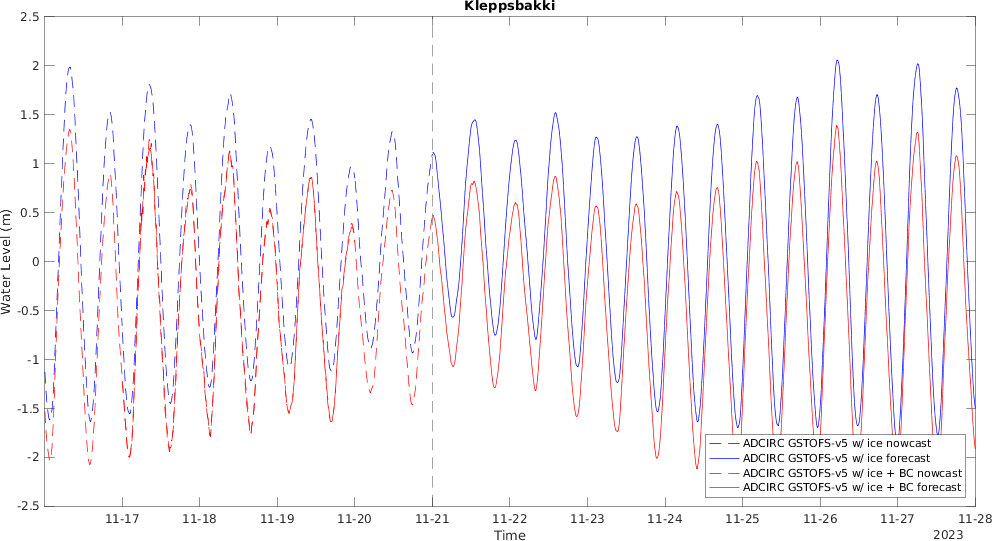 Kleppsbakki
2.5
2
1.5
1
0.5
0
-0.5
-1
-1.5
-2
-2.5
Water Level (m)
ADCIRC GSTOFS-v5 w/ ice nowcast
ADCIRC GSTOFS-v5 w/ ice forecast
ADCIRC GSTOFS-v5 w/ ice + BC nowcast
ADCIRC GSTOFS-v5 w/ ice + BC forecast
11-17 11-18 11-19 11-20 11-21 11-22 11-23 11-24 11-25 11-26 11-27 11-28
Time
2023